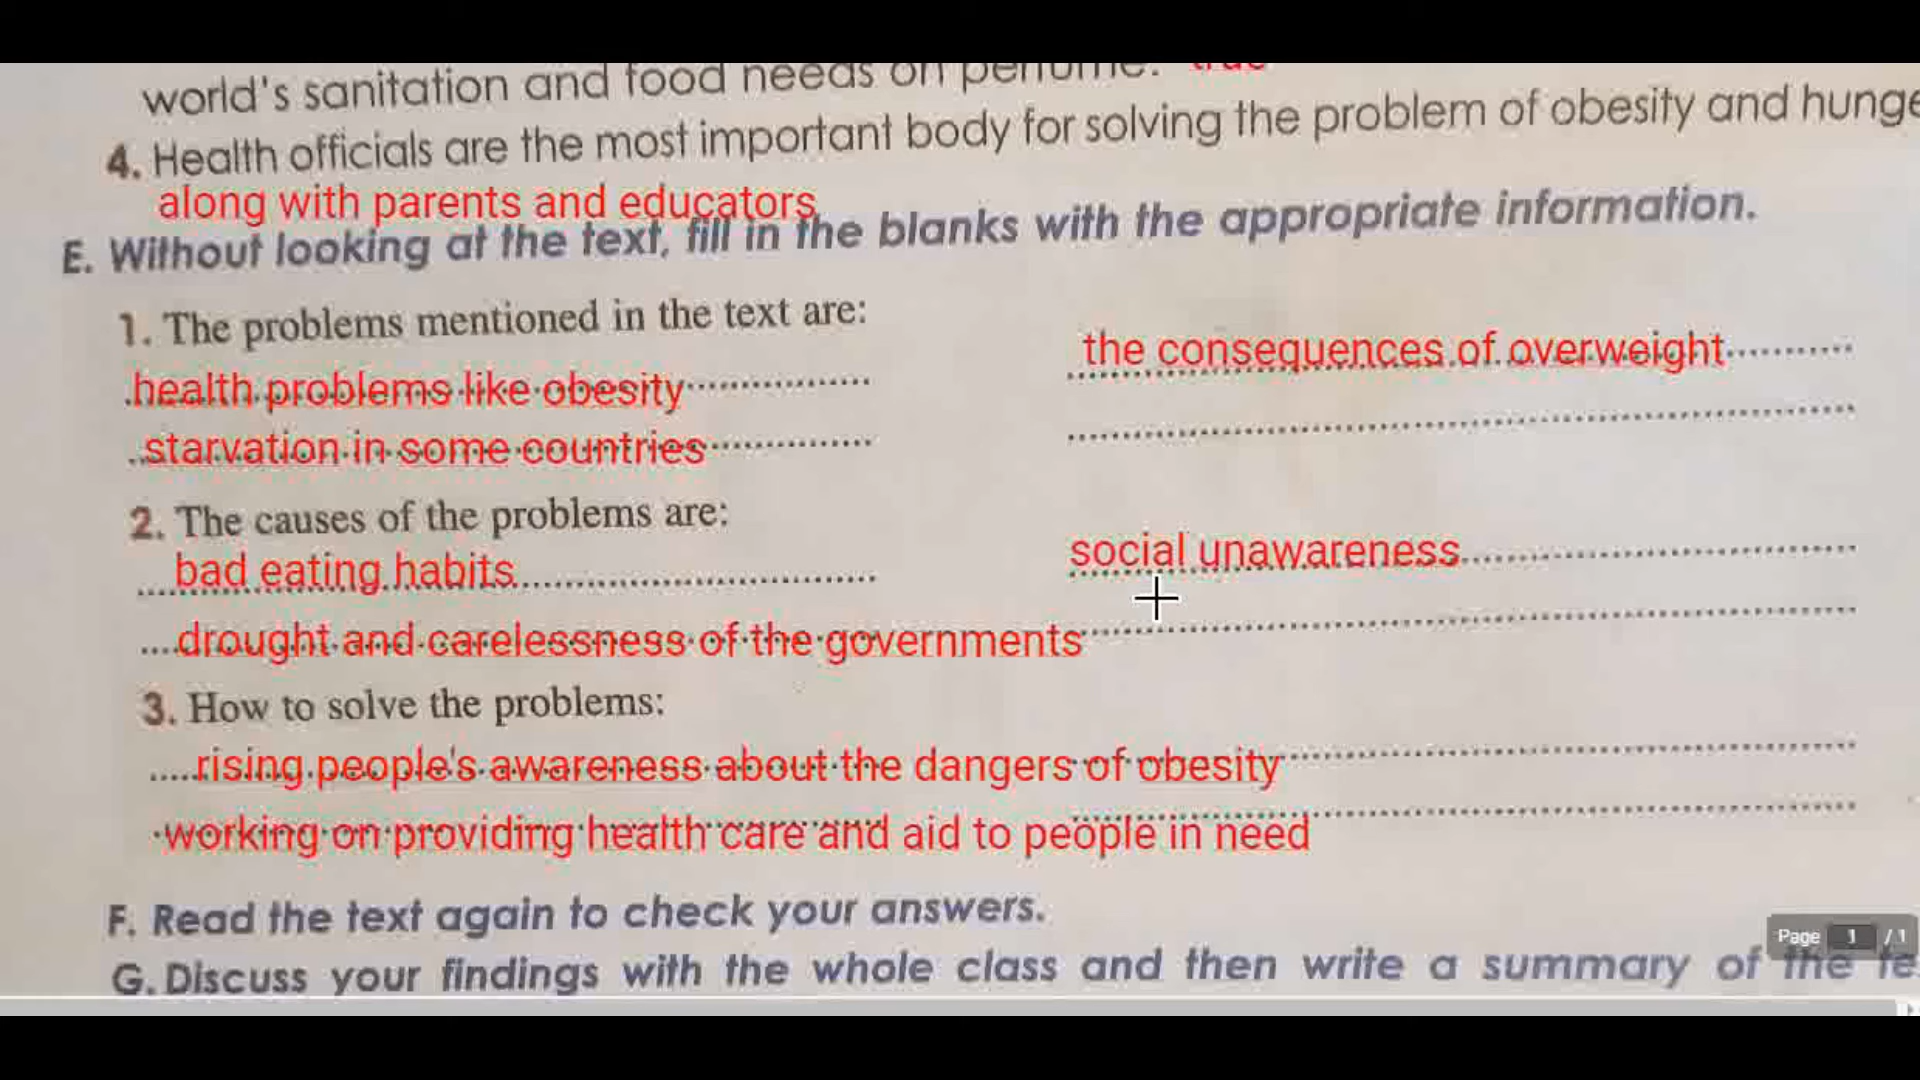 world's sanitation and food needs on perfume. true
4. Health officials are the most important body for solving the problem of obesity and hunge
along with parents and educators
E. Without looking at the text, fill in the blanks with the appropriate information.
1. The problems mentioned in the text are:
health problems like obesity
the consequences of overweight
starvation in some countries
2. The causes of the problems are:
bad eating habits
social unawareness
drought and carelessness of the governments
3. How to solve the problems:
rising people's awareness about the dangers of obesity
working on providing health care and aid to people in need
F. Read the text again to check your answers.
G. Discuss your findings with the whole class and then write a summary of the te
Page 1 / 1